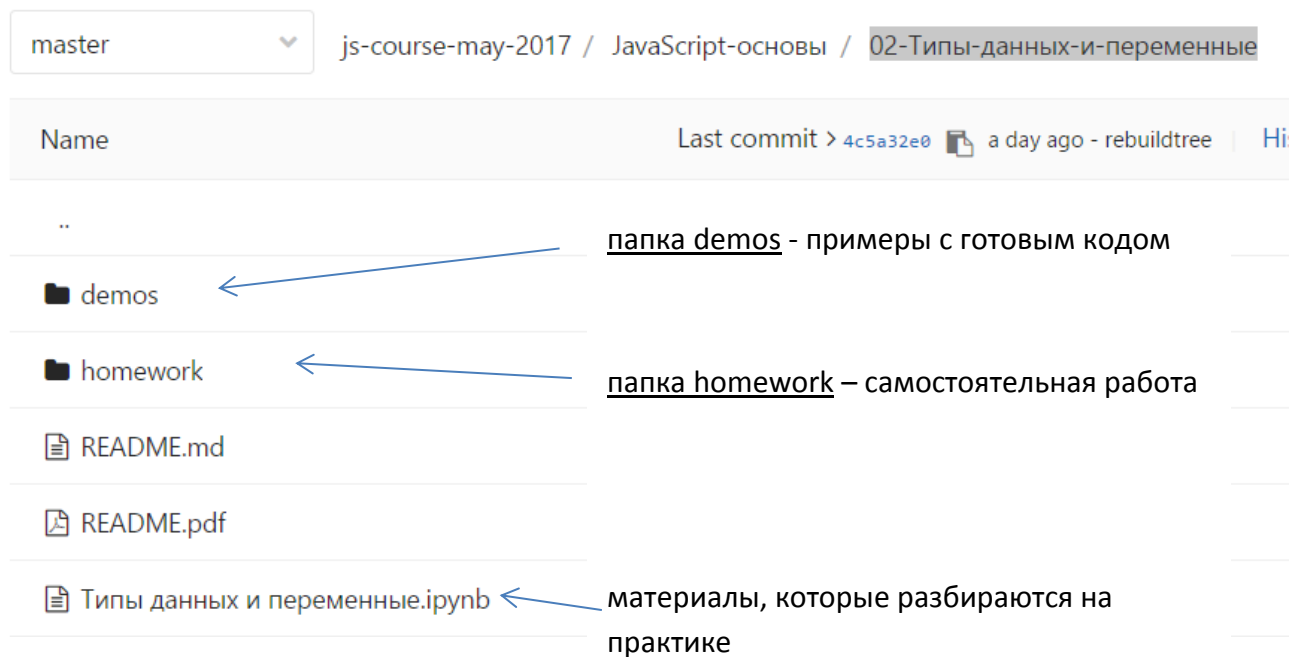 master
js-course-may-2017 / JavaScript-основы / 02-Типы-данных-и-переменные
Name
Last commit > 4c5a32e0 a day ago - rebuildtree
..
папка demos - примеры с готовым кодом
demos
homework
папка homework – самостоятельная работа
README.md
README.pdf
Типы данных и переменные.ipynb
материалы, которые разбираются на
практике